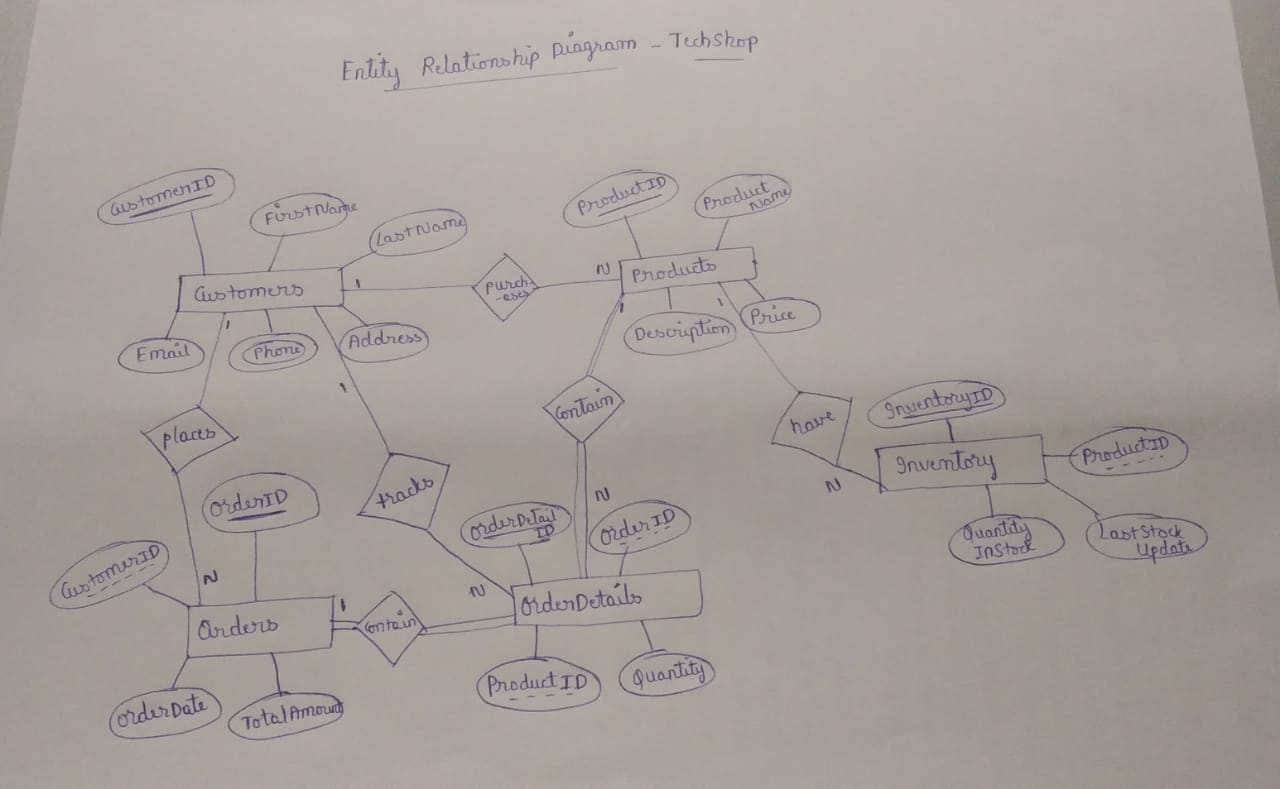 Entity Relationship Diagram - TechShop
CustomerID
FirstName
LastName
ProductID
Product
Name
Customers
1
Purch-
-ases
N
Products
Email
Phone
Address
1
1
Description
1
1
Price
places
tracks
Contain
have
N
InventoryID
Inventory
ProductID
Quantity
InStock
LastStock
Update
OrderID
CustomerID
N
Orders
OrderDate
TotalAmount
1
Contain
N
OrderDetail
ID
N
OrderID
OrderDetails
ProductID
Quantity